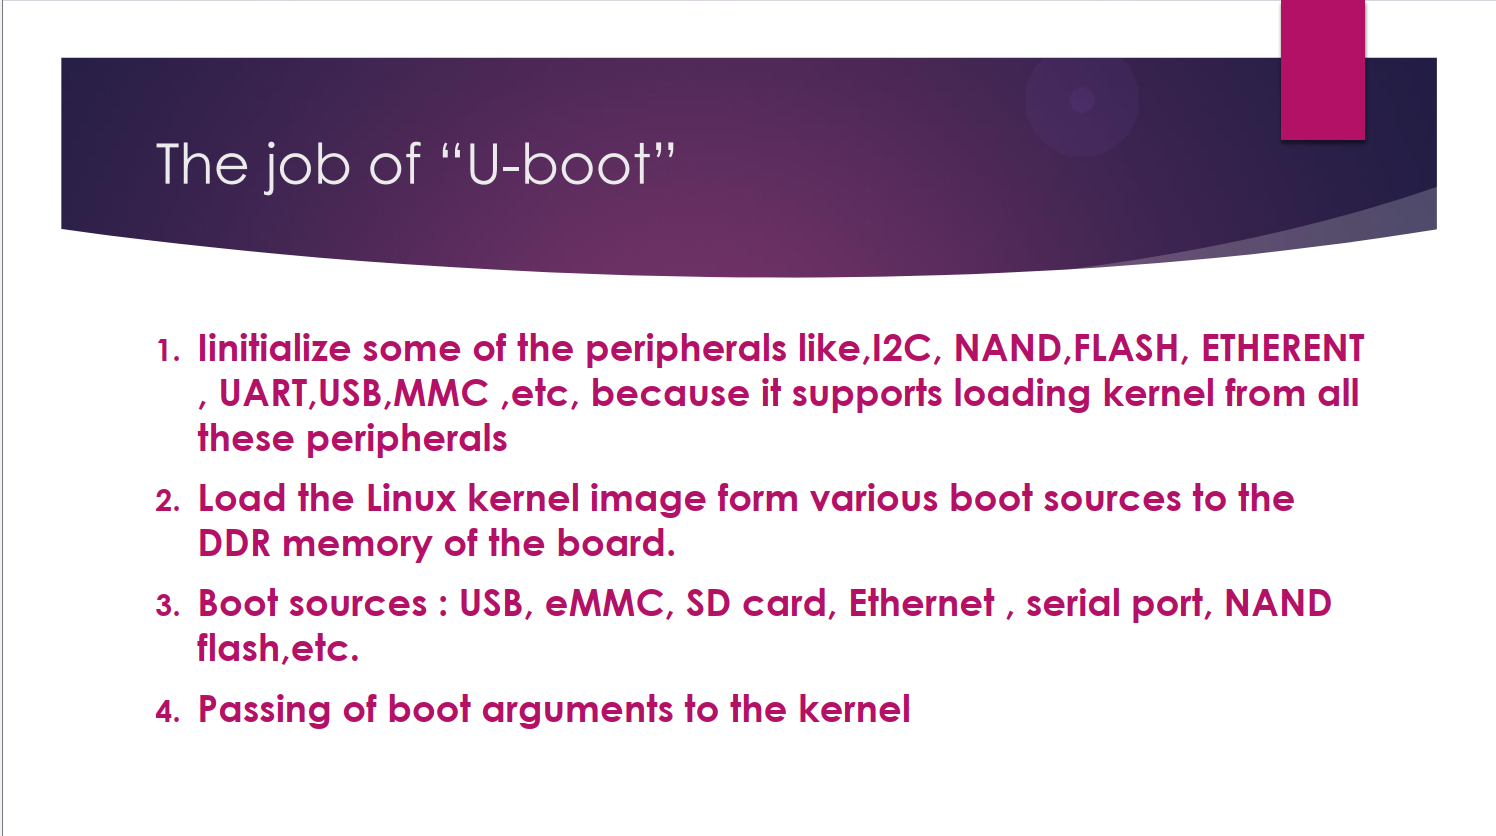 The job of “U-boot”
1. Iinitialize some of the peripherals like,I2C, NAND,FLASH, ETHERENT
, UART,USB,MMC ,etc, because it supports loading kernel from all
these peripherals
2. Load the Linux kernel image form various boot sources to the
DDR memory of the board.
3. Boot sources : USB, eMMC, SD card, Ethernet , serial port, NAND
flash,etc.
4. Passing of boot arguments to the kernel